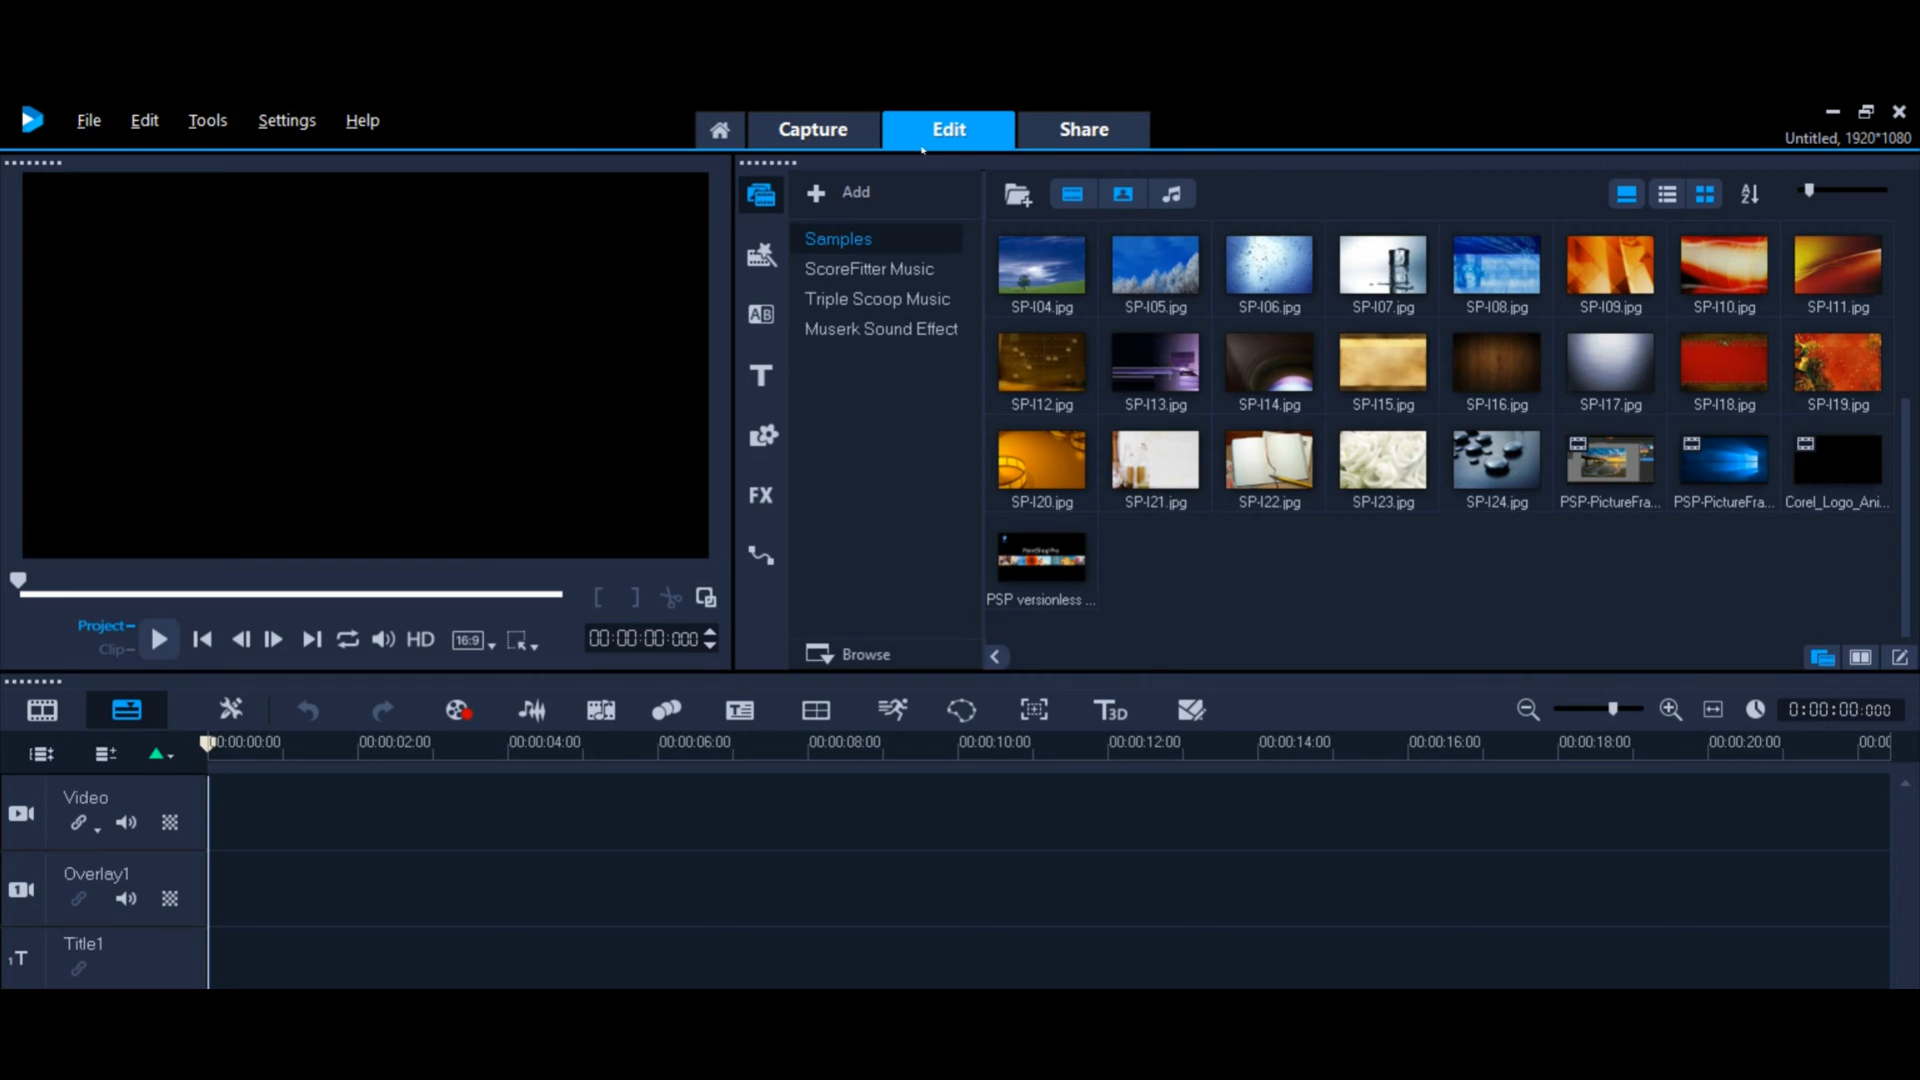 File Edit Tools Settings Help
Capture Edit Share
Untitled, 1920*1080
Add
Samples
ScoreFitter Music
Triple Scoop Music
Muserk Sound Effect
Browse
SP-I04.jpg SP-I05.jpg SP-I06.jpg SP-I07.jpg SP-I08.jpg SP-I09.jpg SP-I10.jpg SP-I11.jpg
SP-I12.jpg SP-I13.jpg SP-I14.jpg SP-I15.jpg SP-I16.jpg SP-I17.jpg SP-I18.jpg SP-I19.jpg
SP-I20.jpg SP-I21.jpg SP-I22.jpg SP-I23.jpg SP-I24.jpg PSP-PictureFra... PSP-PictureFra... Corel_Logo_Ani...
PSP versionless ...
AB
T
FX
Project
Clip
HD 16:9 00:00:00:000
T3D
0:00:00:000
0:00:00:00 00:00:02:00 00:00:04:00 00:00:06:00 00:00:08:00 00:00:10:00 00:00:12:00 00:00:14:00 00:00:16:00 00:00:18:00 00:00:20:00 00:00
Video
Overlay1
1
Title1
1T